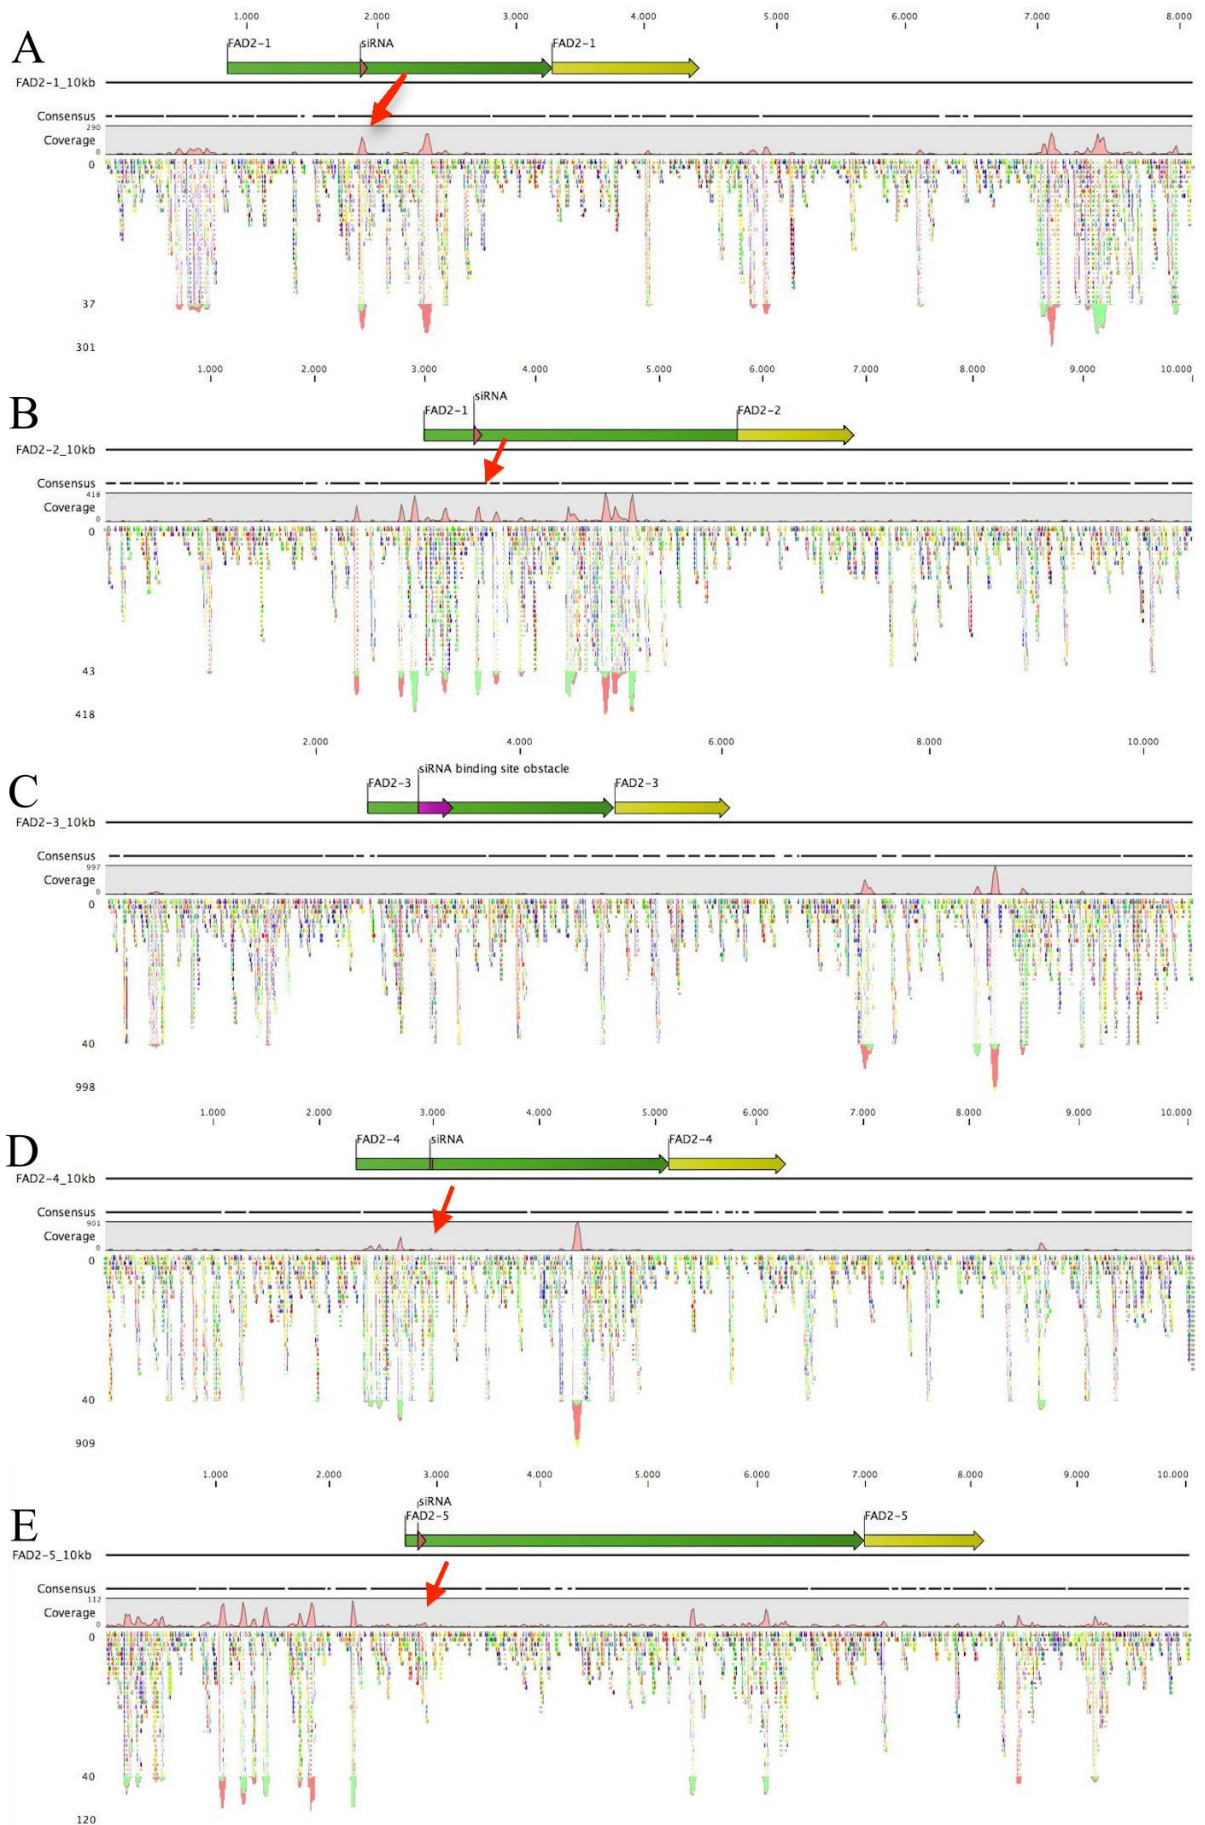 1.000 2.000 3.000 4.000 5.000 6.000 7.000 8.000
A
FAD2-1 siRNA FAD2-1
FAD2-1_10kb
Consensus
290
Coverage
0
0
37
301
1.000 2.000 3.000 4.000 5.000 6.000 7.000 8.000 9.000 10.000
B
siRNA
FAD2-1 FAD2-2
FAD2-2_10kb
Consensus
418
Coverage
0
0
43
418
2.000 4.000 6.000 8.000 10.000
C
siRNA binding site obstacle
FAD2-3 FAD2-3
FAD2-3_10kb
Consensus
997
Coverage
0
0
40
998
1.000 2.000 3.000 4.000 5.000 6.000 7.000 8.000 9.000 10.000
D
FAD2-4 siRNA FAD2-4
FAD2-4_10kb
Consensus
901
Coverage
0
0
40
909
1.000 2.000 3.000 4.000 5.000 6.000 7.000 8.000 9.000 10.000
E
siRNA
FAD2-5 FAD2-5
FAD2-5_10kb
Consensus
112
Coverage
0
0
40
120